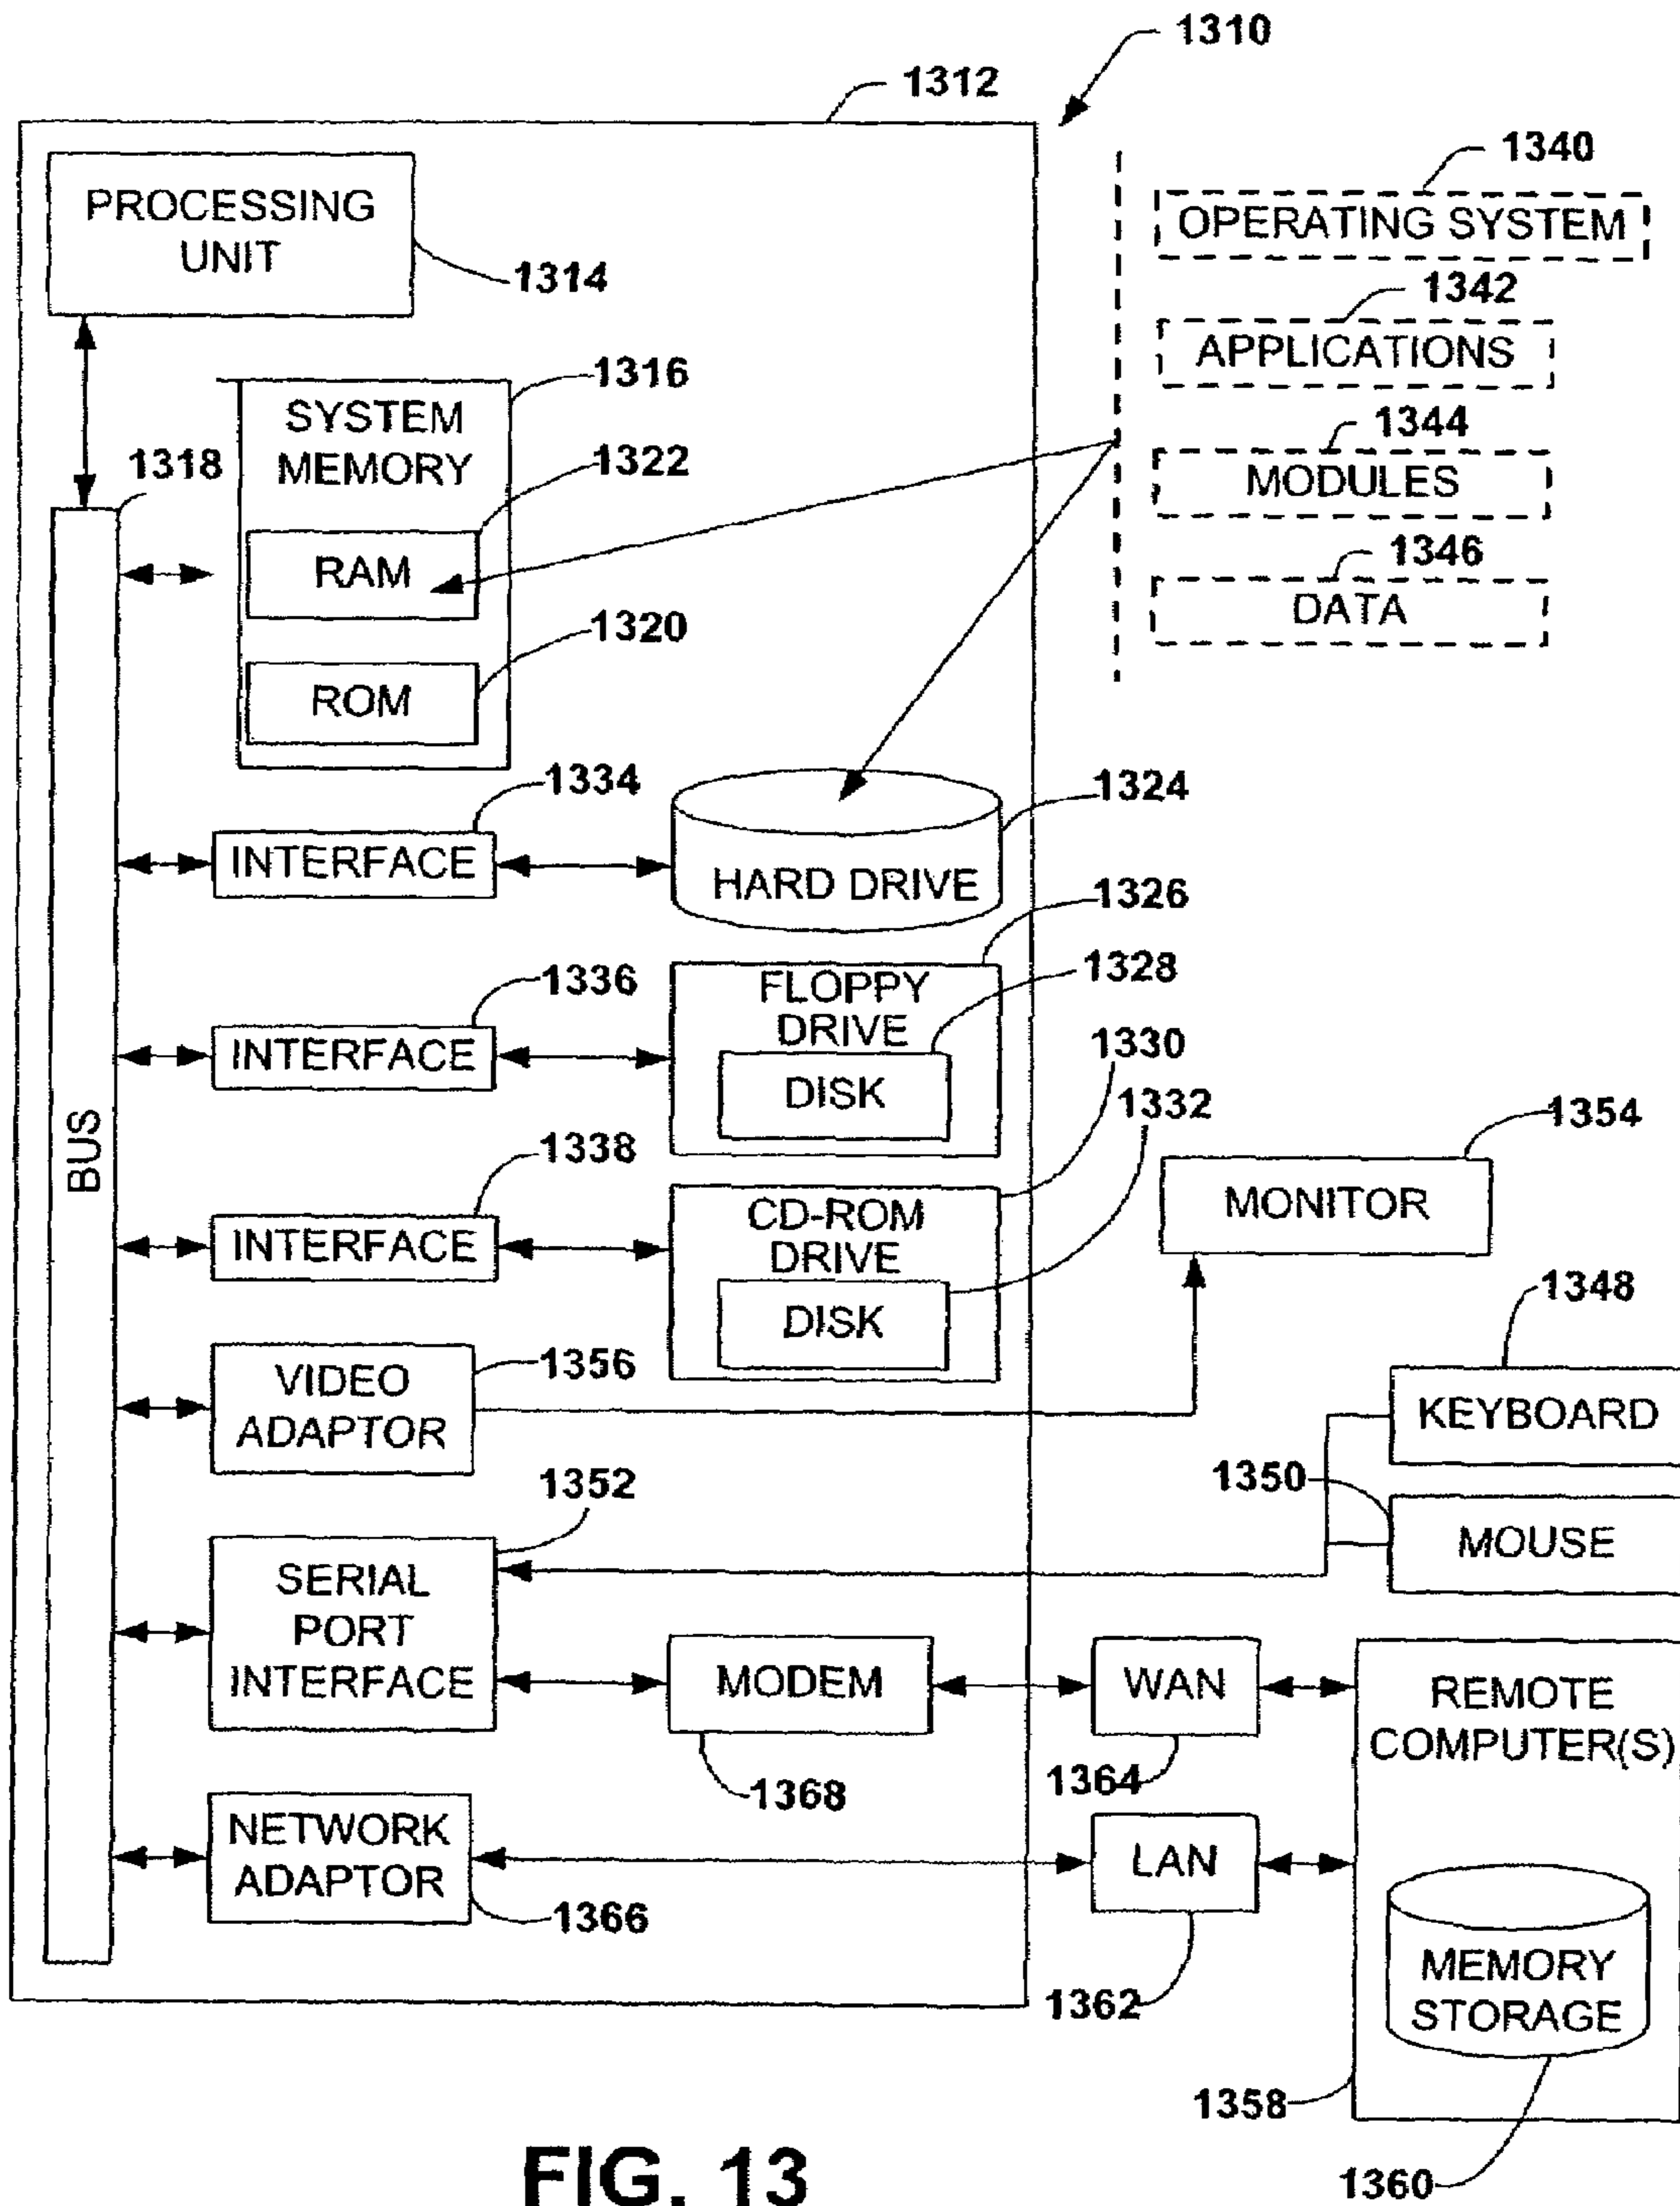 1310
1312
PROCESSING
UNIT
1314
1340
OPERATING SYSTEM
1342
APPLICATIONS
1344
MODULES
1346
DATA
1316
SYSTEM
MEMORY
1318
1322
RAM
1320
ROM
BUS
1334
INTERFACE
1324
HARD DRIVE
1326
1336
INTERFACE
FLOPPY
DRIVE
1328
DISK
1330
1332
1338
INTERFACE
CD-ROM
DRIVE
DISK
1354
MONITOR
1356
VIDEO
ADAPTOR
1348
KEYBOARD
1350
MOUSE
1352
SERIAL
PORT
INTERFACE
MODEM
1368
WAN
1364
REMOTE
COMPUTER(S)
NETWORK
ADAPTOR
1366
LAN
1362
MEMORY
STORAGE
1358
1360
FIG. 13